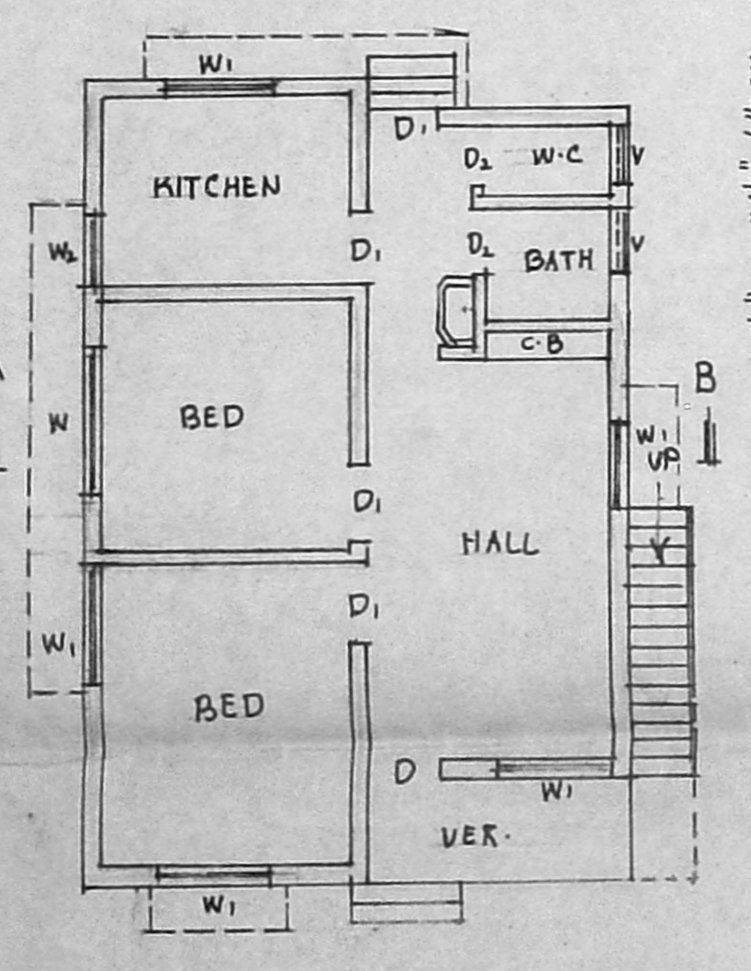 W1
D1
D2 W.C V
KITCHEN
W2
D1
D2
BATH
V
C.B
B
W
BED
W1
UP
D1
HALL
D1
W1
BED
D
W1
VER.
W1